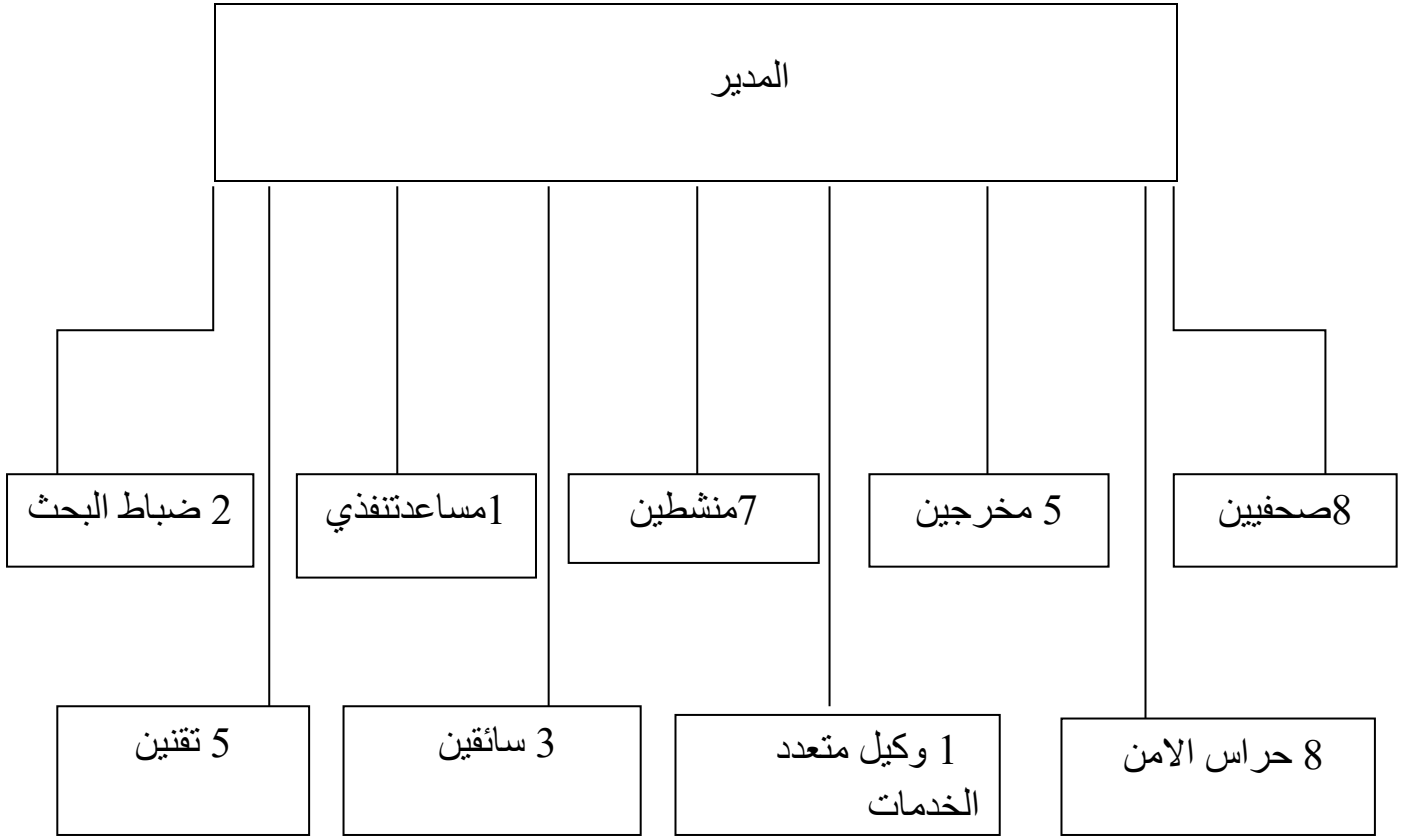 المدير
8صحفيين
5 مخرجين
7منشطين
1مساعدتنفذي
2 ضباط البحث
8 حراس الامن
1 وكيل متعدد
الخدمات
3 سائقين
5 تقنين